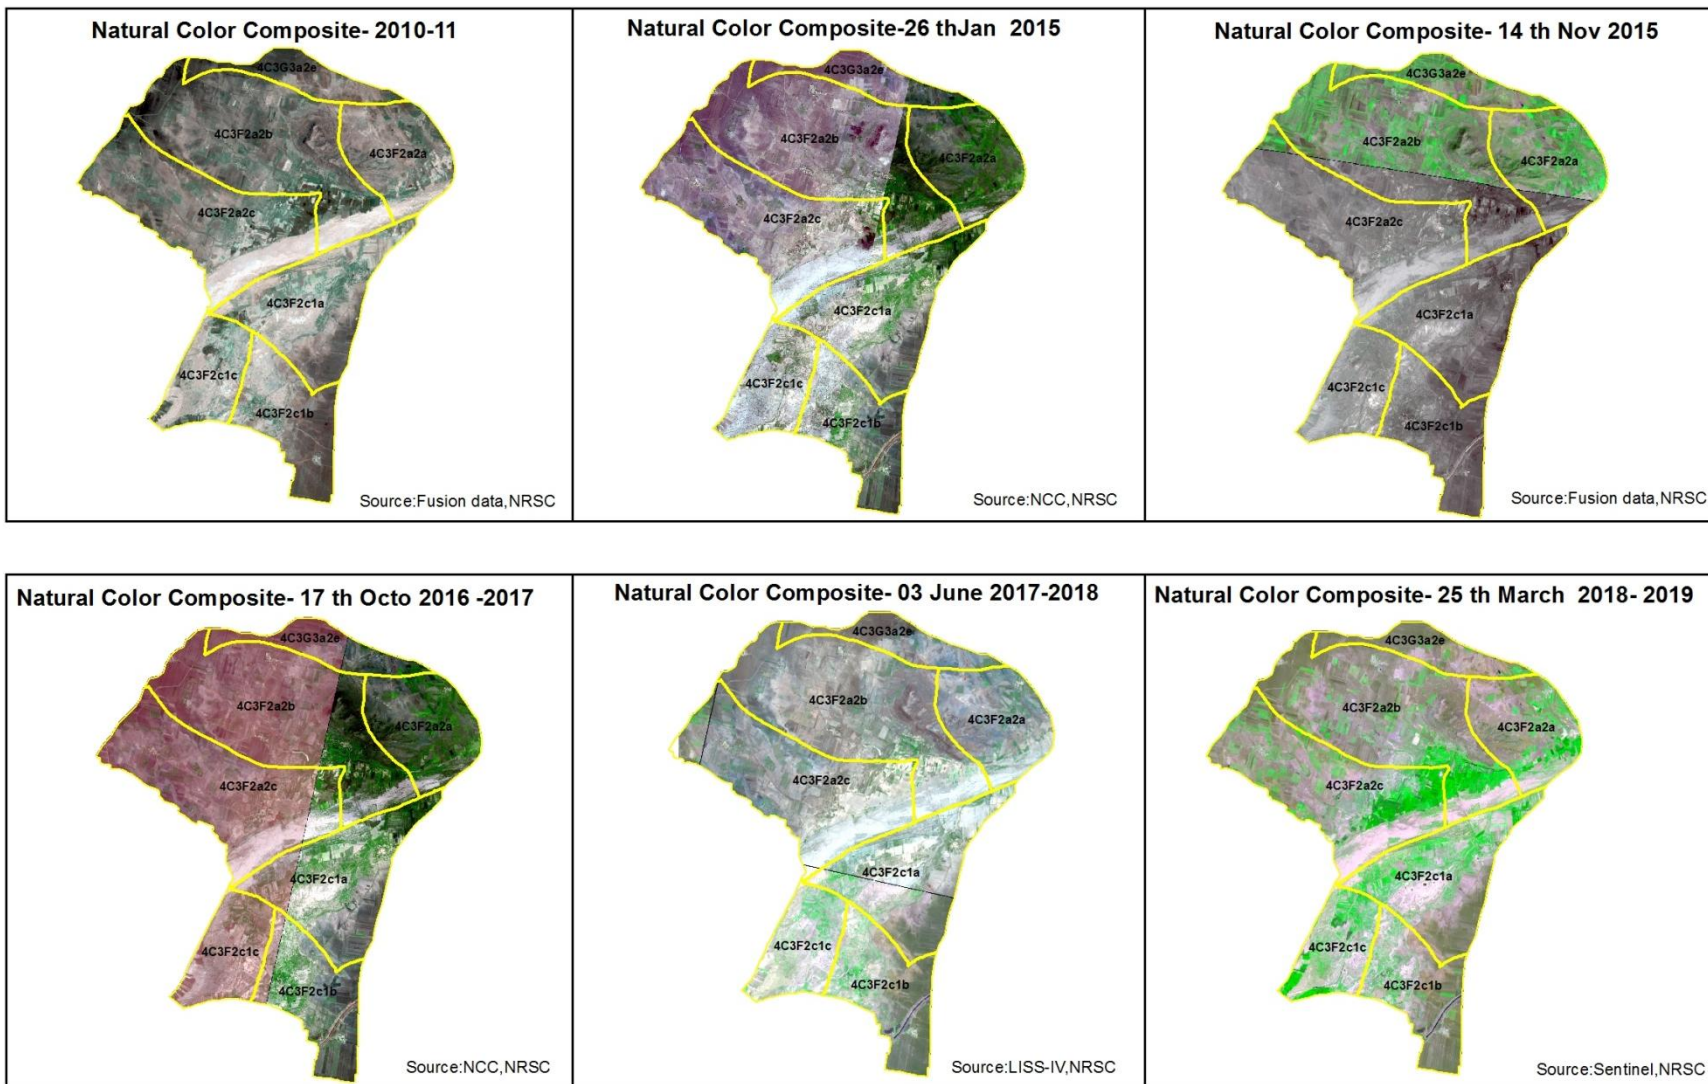 Natural Color Composite- 2010-11
4C3G3a2e
4C3F2a2b
4C3F2a2a
4C3F2a2c
4C3F2c1a
4C3F2c1c
4C3F2c1b
Source:Fusion data,NRSC
Natural Color Composite-26 thJan 2015
4C3G3a2e
4C3F2a2b
4C3F2a2a
4C3F2a2c
4C3F2c1a
4C3F2c1c
4C3F2c1b
Source:NCC,NRSC
Natural Color Composite- 14 th Nov 2015
4C3G3a2e
4C3F2a2b
4C3F2a2a
4C3F2a2c
4C3F2c1a
4C3F2c1c
4C3F2c1b
Source:Fusion data,NRSC
Natural Color Composite- 17 th Octo 2016 -2017
4C3G3a2e
4C3F2a2b
4C3F2a2a
4C3F2a2c
4C3F2c1a
4C3F2c1c
4C3F2c1b
Source:NCC,NRSC
Natural Color Composite- 03 June 2017-2018
4C3G3a2e
4C3F2a2b
4C3F2a2a
4C3F2a2c
4C3F2c1a
4C3F2c1c
4C3F2c1b
Source:LISS-IV,NRSC
Natural Color Composite- 25 th March 2018- 2019
4C3G3a2e
4C3F2a2b
4C3F2a2a
4C3F2a2c
4C3F2c1a
4C3F2c1c
4C3F2c1b
Source:Sentinel,NRSC